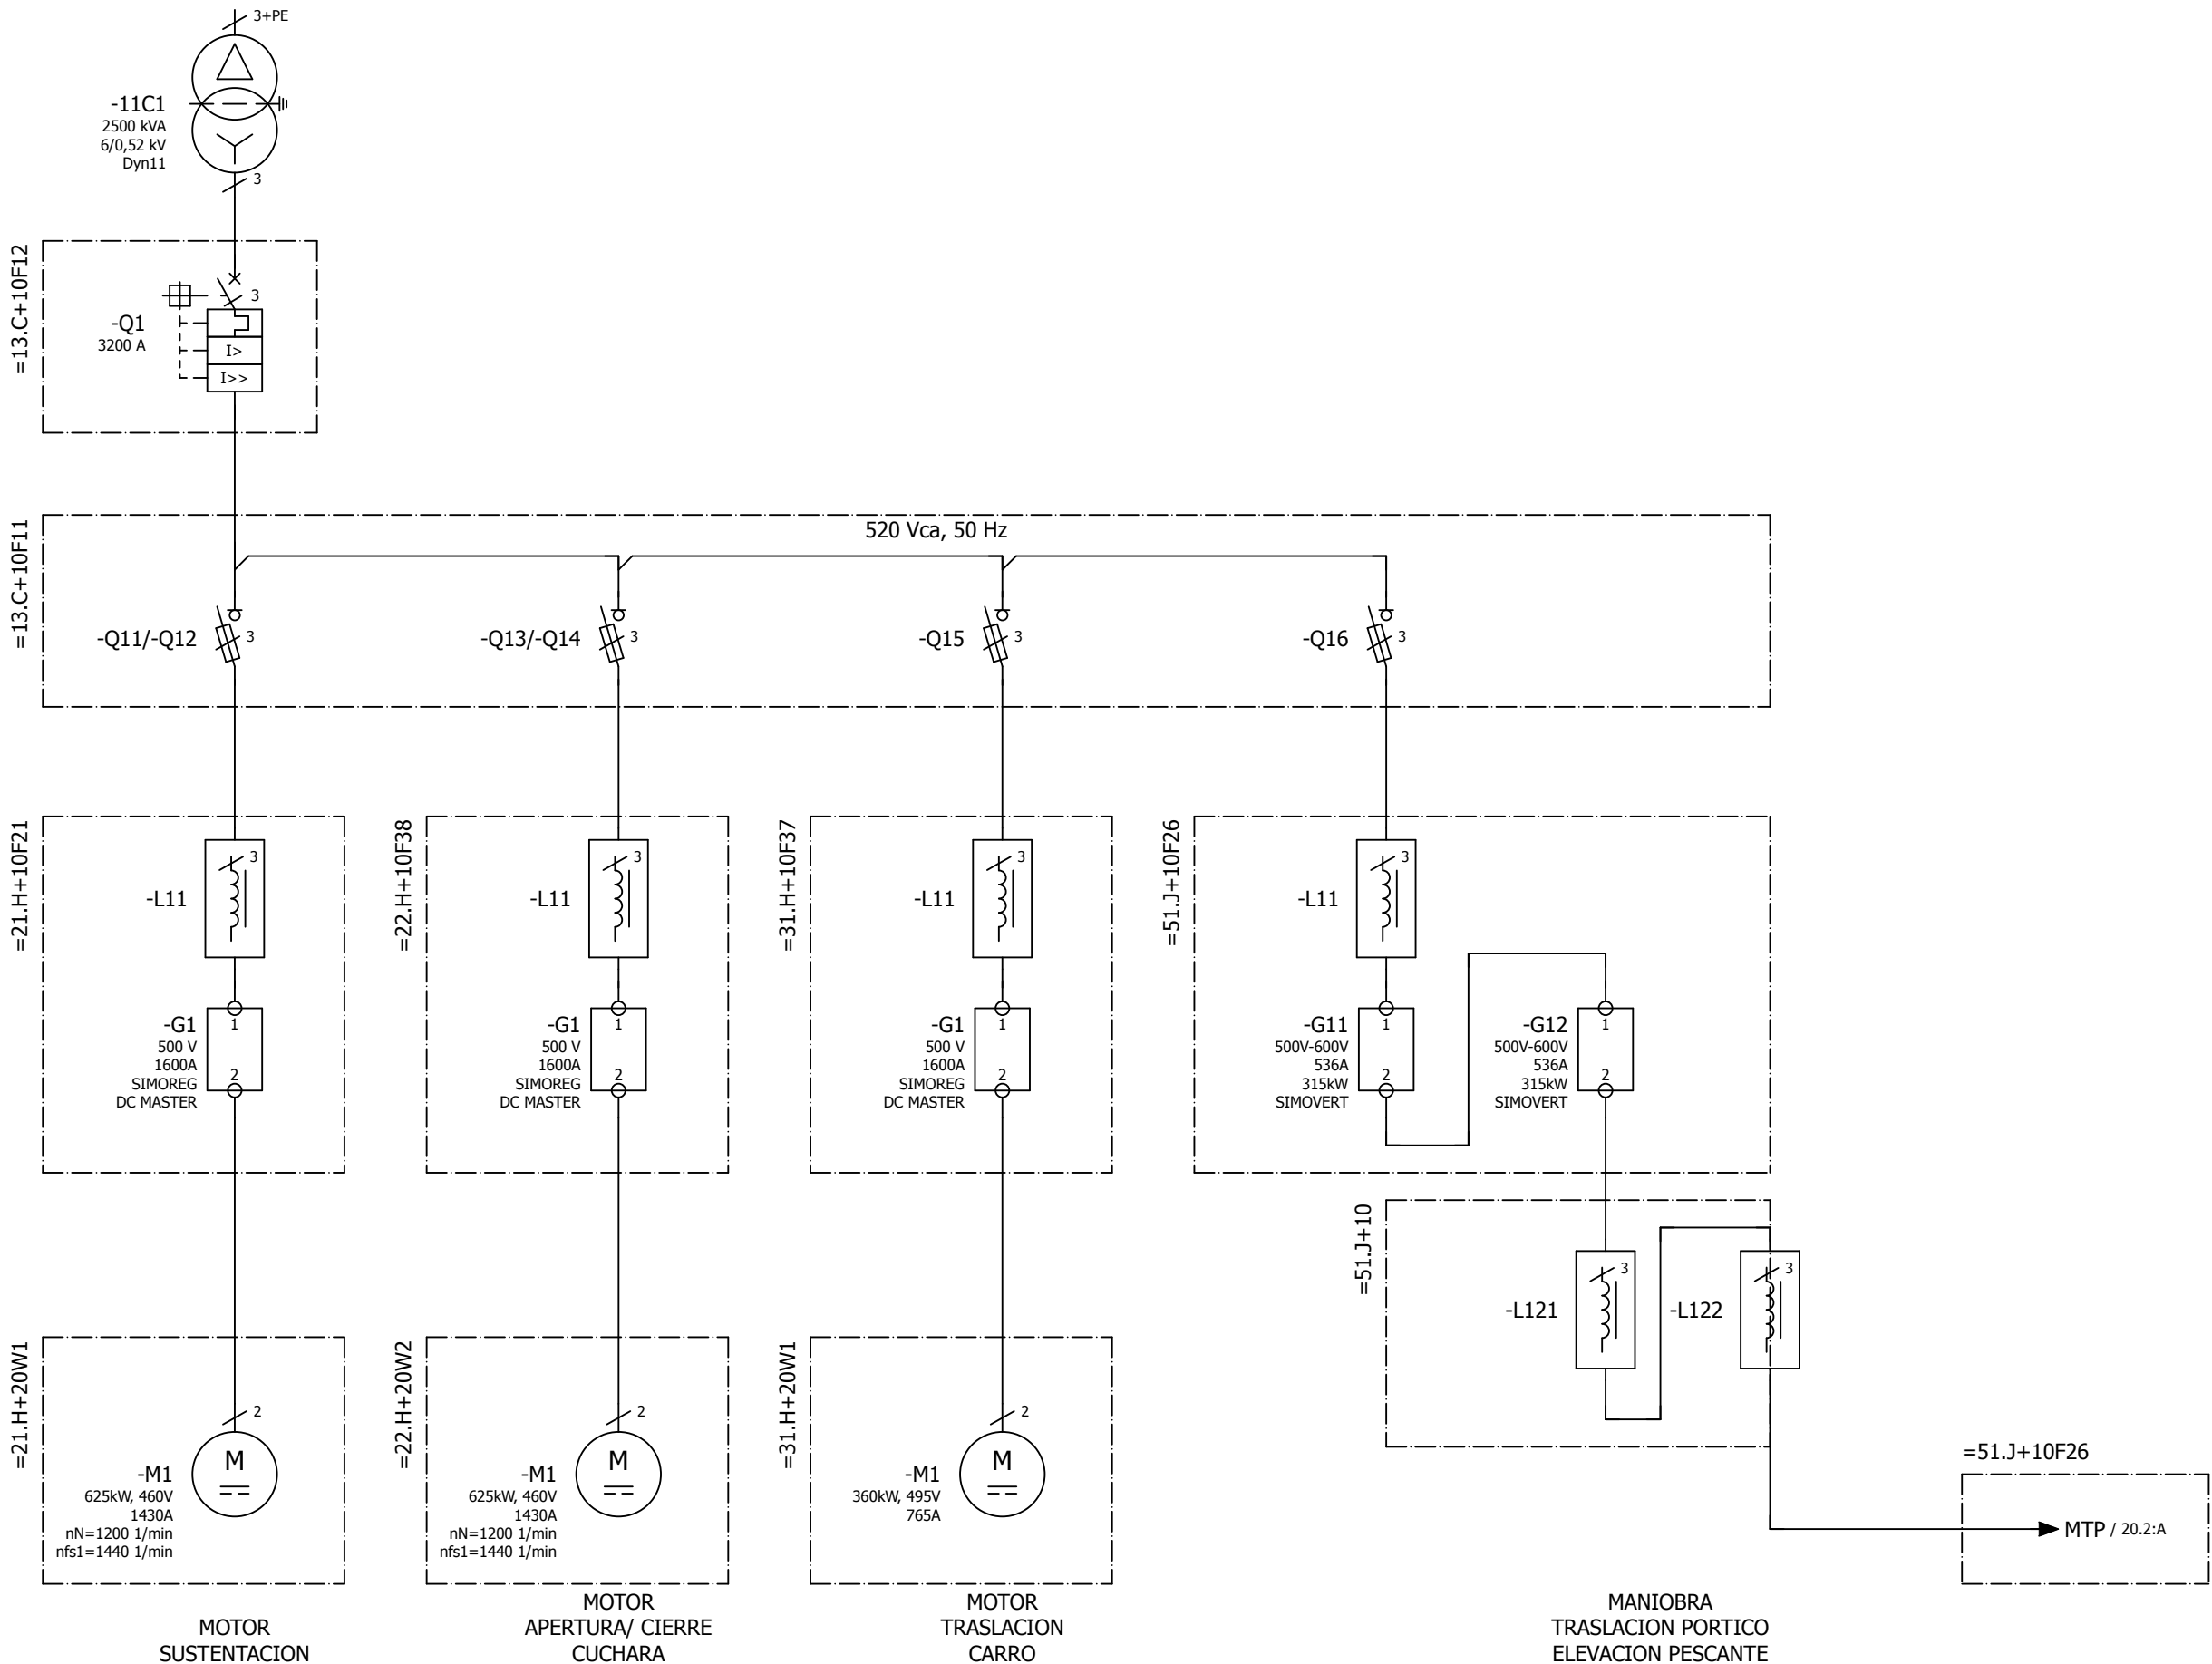 3+PE
-11C1
2500 kVA
6/0,52 kV
Dyn11
3
=13.C+10F12
-Q1
3200 A
3
I>
I>>
=13.C+10F11
520 Vca, 50 Hz
-Q11/-Q12
3
-Q13/-Q14
3
-Q15
3
-Q16
3
=21.H+10F21
-L11
3
-G1
500 V
1600A
SIMOREG
DC MASTER
1
2
=22.H+10F38
-L11
3
-G1
500 V
1600A
SIMOREG
DC MASTER
1
2
=31.H+10F37
-L11
3
-G1
500 V
1600A
SIMOREG
DC MASTER
1
2
=51.J+10F26
-L11
3
-G11
500V-600V
536A
315kW
SIMOVERT
1
2
-G12
500V-600V
536A
315kW
SIMOVERT
1
2
=51.J+10
-L121
3
-L122
3
=21.H+20W1
2
M
-M1
625kW, 460V
1430A
nN=1200 1/min
nfs1=1440 1/min
=22.H+20W2
2
M
-M1
625kW, 460V
1430A
nN=1200 1/min
nfs1=1440 1/min
=31.H+20W1
2
M
-M1
360kW, 495V
765A
=51.J+10F26
MTP / 20.2:A
MOTOR
SUSTENTACION
MOTOR
APERTURA/ CIERRE
CUCHARA
MOTOR
TRASLACION
CARRO
MANIOBRA
TRASLACION PORTICO
ELEVACION PESCANTE